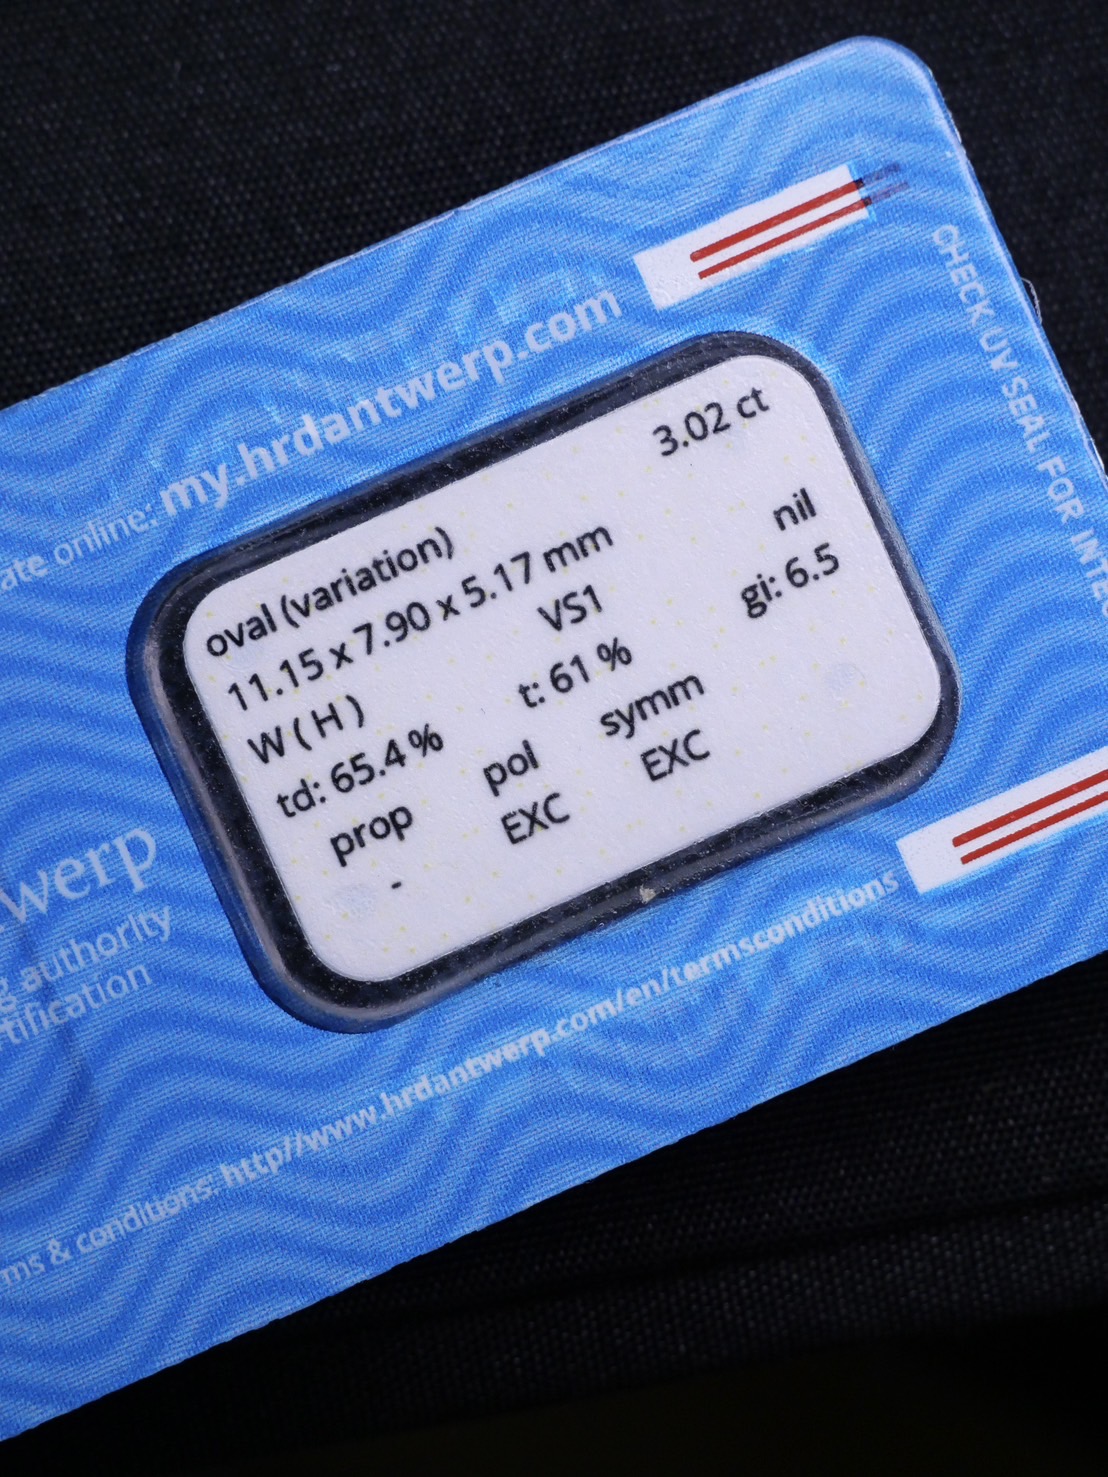 CHECK UV SEAL FOR
ate online: my.hrdantwerp.com
3.02 ct
oval (variation)
11.15 x 7.90 x 5.17 mm nil
W ( H ) VS1 gi: 6.5
td: 65.4 % t: 61 %
prop pol symm
- EXC EXC
werp
g authority
tification
ms & conditions: http//www.hrdantwerp.com/en/termsconditions